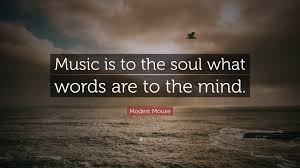 Music is to the soul what
words are to the mind.
Modest Mouse